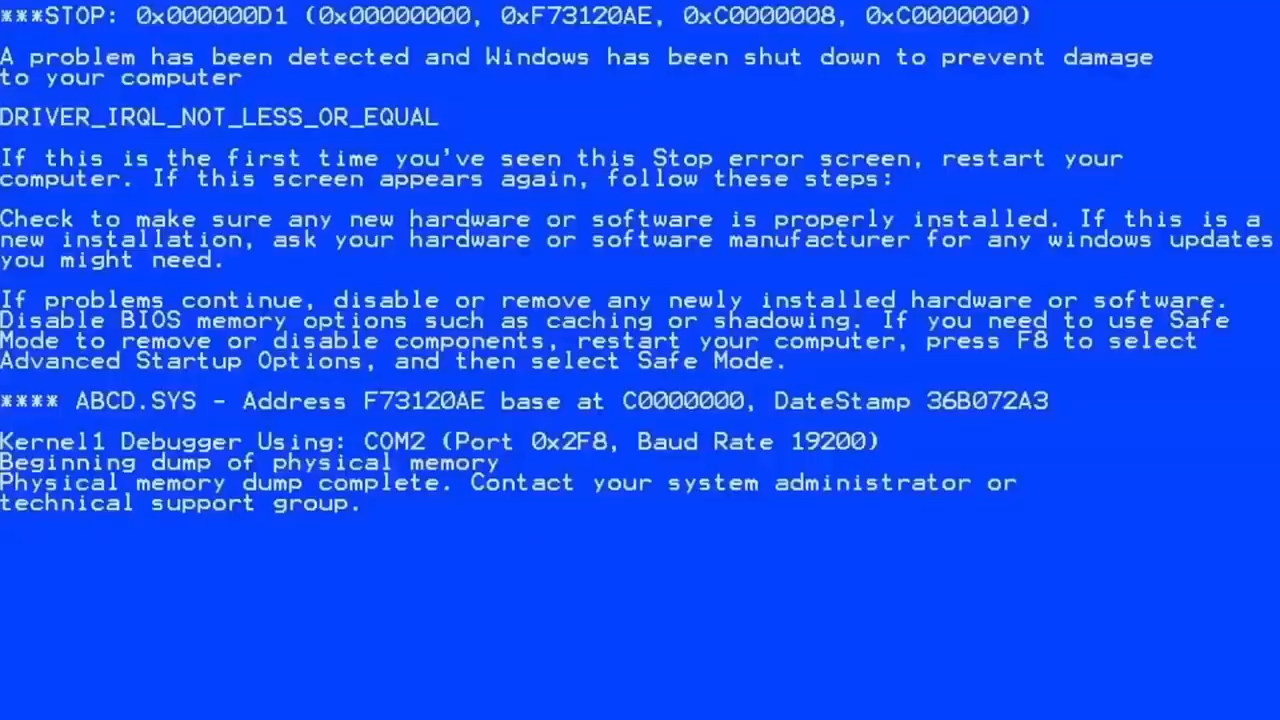 ***STOP: 0x000000D1 (0x00000000, 0xF73120AE, 0xC0000008, 0xC0000000)
A problem has been detected and Windows has been shut down to prevent damage
to your computer
DRIVER_IRQL_NOT_LESS_OR_EQUAL
If this is the first time you've seen this Stop error screen, restart your
computer. If this screen appears again, follow these steps:
Check to make sure any new hardware or software is properly installed. If this is a
new installation, ask your hardware or software manufacturer for any windows updates
you might need.
If problems continue, disable or remove any newly installed hardware or software.
Disable BIOS memory options such as caching or shadowing. If you need to use Safe
Mode to remove or disable components, restart your computer, press F8 to select
Advanced Startup Options, and then select Safe Mode.
**** ABCD.SYS - Address F73120AE base at C0000000, DateStamp 36B072A3
Kernel1 Debugger Using: COM2 (Port 0x2F8, Baud Rate 19200)
Beginning dump of physical memory
Physical memory dump complete. Contact your system administrator or
technical support group.